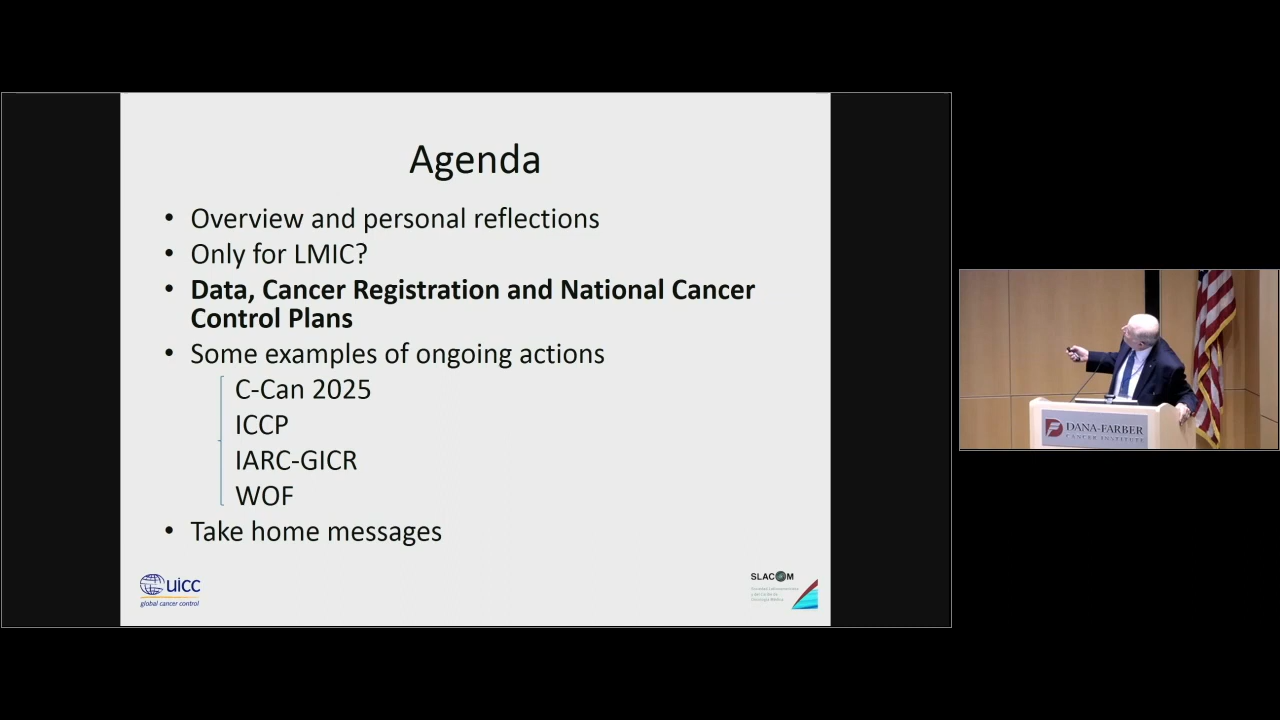 Agenda
• Overview and personal reflections
• Only for LMIC?
• Data, Cancer Registration and National Cancer
Control Plans
• Some examples of ongoing actions
C-Can 2025
ICCP
IARC-GICR
WOF
• Take home messages
uicc
global cancer control
SLACOM
DANA-FARBER
CANCER INSTITUTE